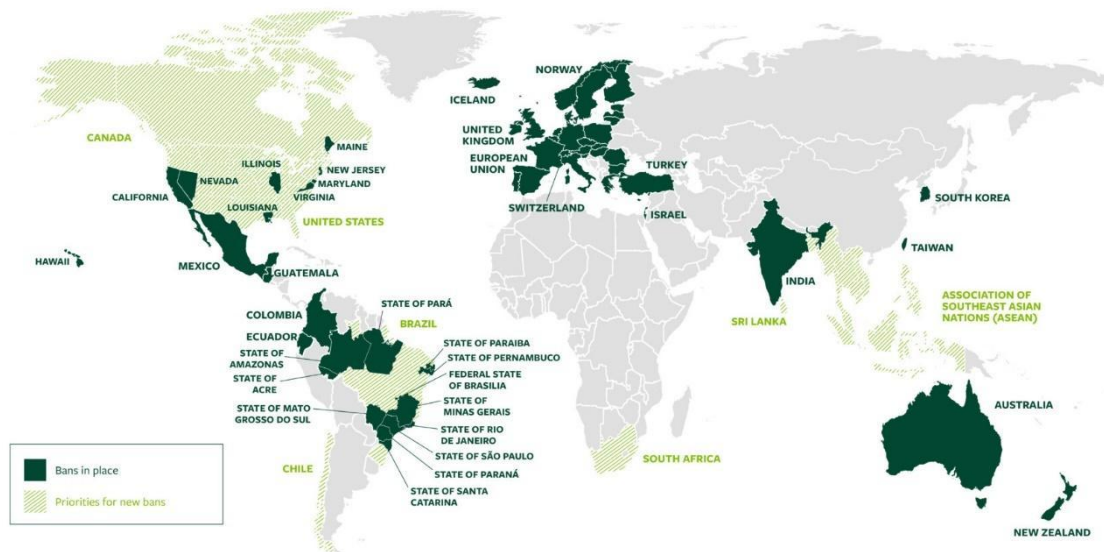 NORWAY
ICELAND
UNITED
KINGDOM
EUROPEAN
UNION
SWITZERLAND
TURKEY
ISRAEL
CANADA
MAINE
ILLINOIS
NEW JERSEY
NEVADA
MARYLAND
CALIFORNIA
VIRGINIA
LOUISIANA
UNITED STATES
HAWAII
MEXICO
GUATEMALA
SOUTH KOREA
TAIWAN
INDIA
SRI LANKA
ASSOCIATION OF
SOUTHEAST ASIAN
NATIONS (ASEAN)
COLOMBIA
STATE OF PARÁ
BRAZIL
ECUADOR
STATE OF
AMAZONAS
STATE OF
ACRE
STATE OF PARAIBA
STATE OF PERNAMBUCO
FEDERAL STATE
OF BRASILIA
STATE OF
MINAS GERAIS
STATE OF MATO
GROSSO DO SUL
STATE OF RIO
DE JANEIRO
STATE OF SÃO PAULO
STATE OF PARANÁ
STATE OF SANTA
CATARINA
CHILE
SOUTH AFRICA
AUSTRALIA
NEW ZEALAND
Bans in place
Priorities for new bans